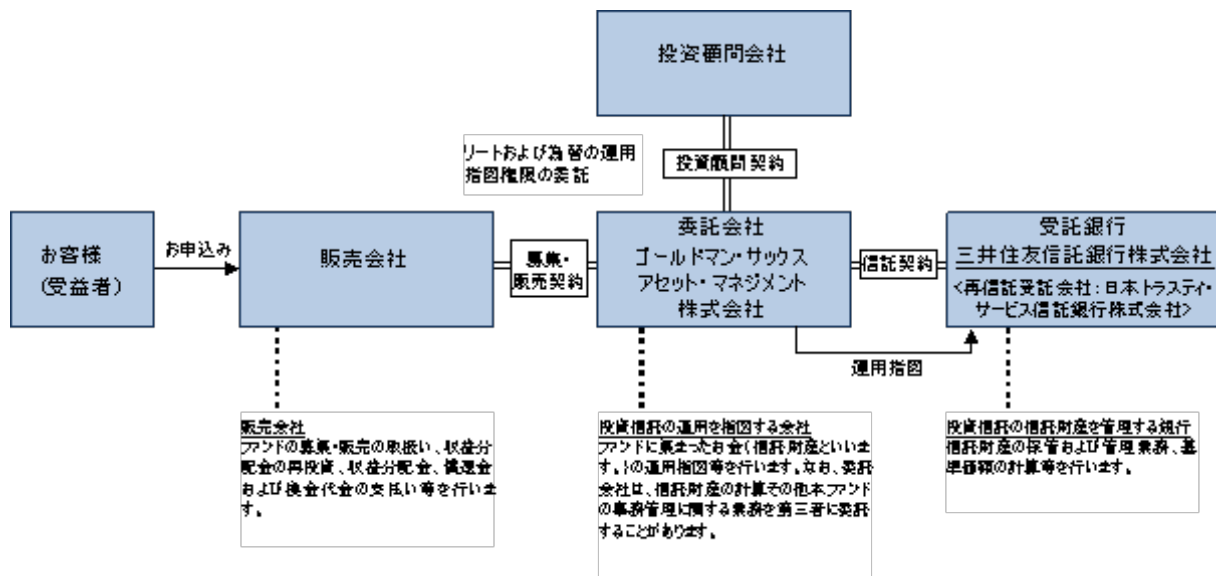 投資顧問会社
リートおよび為替の運用
指図権限の委託
投資顧問契約
お客様
(受益者)
お申込み
販売会社
募集・
販売契約
委託会社
ゴールドマン・サックス
アセット・マネジメント
株式会社
信託契約
受託銀行
三井住友信託銀行株式会社
<再信託受託会社:日本トラスティ・
サービス信託銀行株式会社>
運用指図
販売会社
ファンドの募集・販売の取扱い、収益分
配金の再投資、収益分配金、償還金
および換金代金の支払い等を行いま
す。
投資信託の運用を指図する会社
ファンドに集まったお金(信託財産といいま
す。)の運用指図等を行います。なお、委託
会社は、信託財産の計算その他本ファンド
の事務管理に関する業務を第三者に委託
することがあります。
投資信託の信託財産を管理する銀行
信託財産の保管および管理業務、基
準価額の計算等を行います。